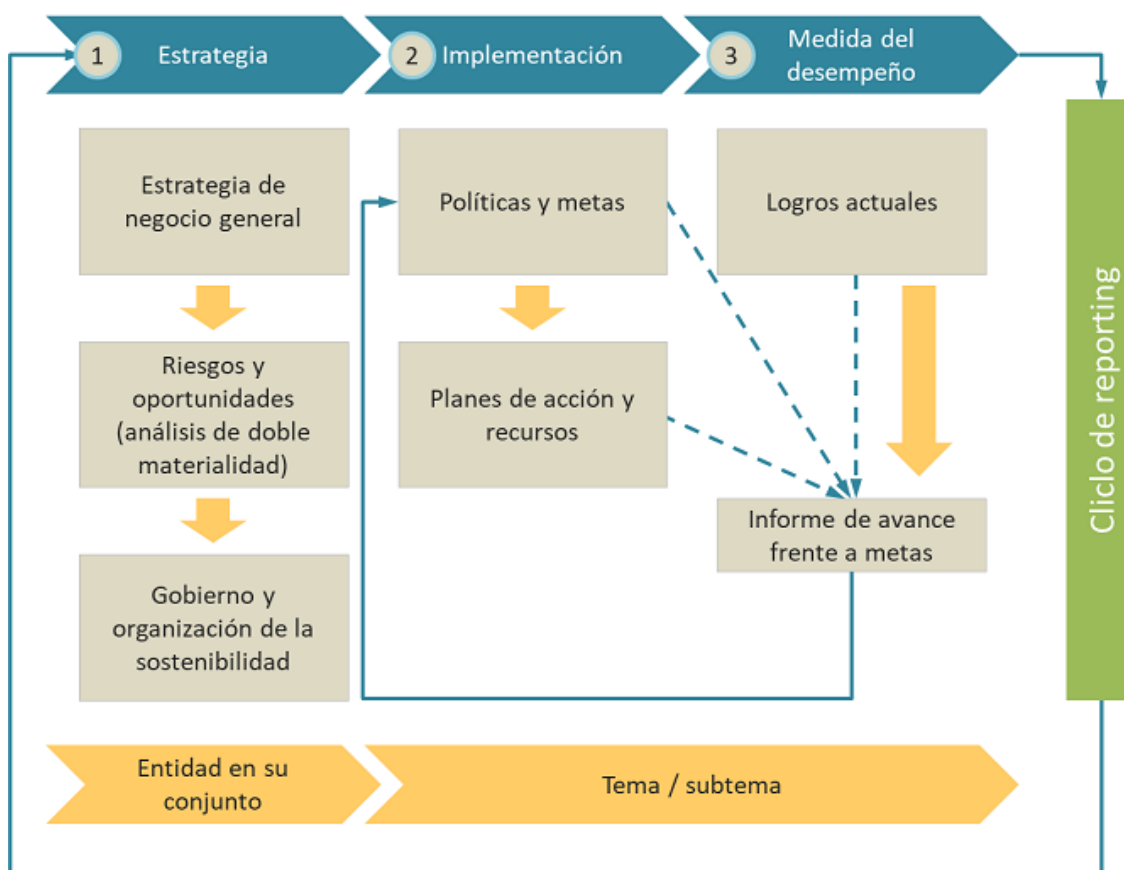 1
Estrategia
2
Implementación
3
Medida del
desempeño
Estrategia de
negocio general
Políticas y metas
Logros actuales
Riesgos y
oportunidades
(análisis de doble
materialidad)
Planes de acción y
recursos
Informe de avance
frente a metas
Gobierno y
organización de la
sostenibilidad
Cliclo de reporting
Entidad en su
conjunto
Tema / subtema